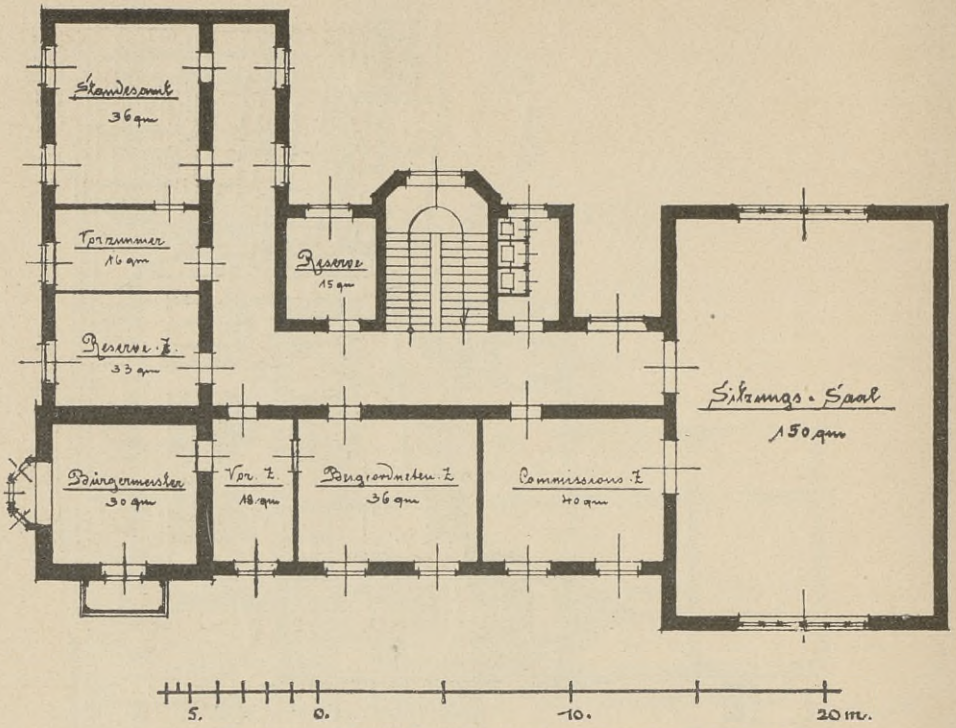 Standesamt
36 qm
Vorzimmer
16 qm
Reserve
15 qm
Reserve-Z.
33 qm
Sitzungs-Saal
150 qm
Bürgermeister
30 qm
Vor. Z.
18 qm
Beigeordneten-Z
36 qm
Commissions-Z
40 qm
5.
0.
10.
20 m.